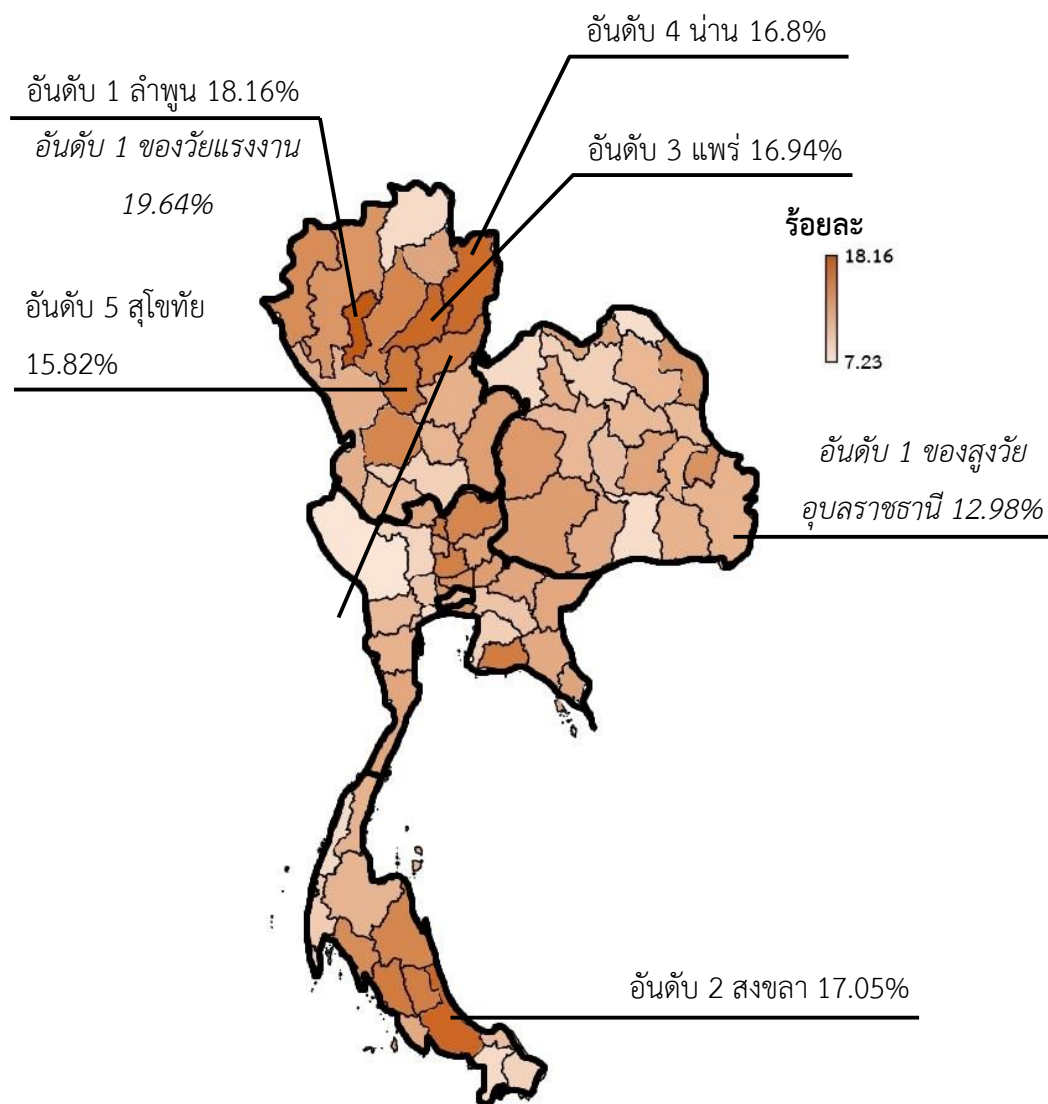 อันดับ 4 น่าน 16.8%
อันดับ 1 ลำพูน 18.16%
อันดับ 1 ของวัยแรงงาน
19.64%
อันดับ 3 แพร่ 16.94%
ร้อยละ
18.16
7.23
อันดับ 5 สุโขทัย
15.82%
อันดับ 1 ของสูงวัย
อุบลราชธานี 12.98%
อันดับ 2 สงขลา 17.05%